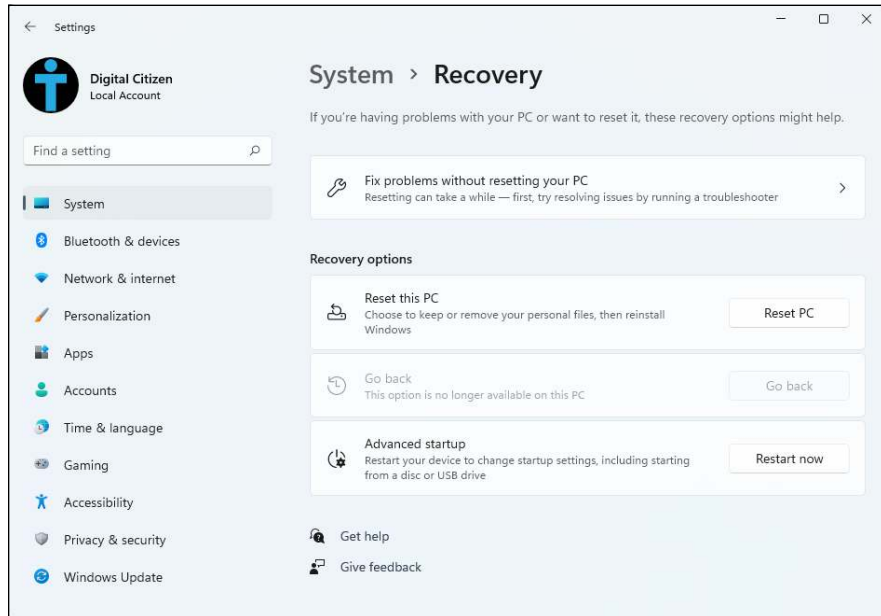 Settings
Digital Citizen
Local Account
Find a setting
System
Bluetooth & devices
Network & internet
Personalization
Apps
Accounts
Time & language
Gaming
Accessibility
Privacy & security
Windows Update
System > Recovery
If you're having problems with your PC or want to reset it, these recovery options might help.
Fix problems without resetting your PC
Resetting can take a while — first, try resolving issues by running a troubleshooter
Recovery options
Reset this PC
Choose to keep or remove your personal files, then reinstall
Windows
Reset PC
Go back
This option is no longer available on this PC
Go back
Advanced startup
Restart your device to change startup settings, including starting
from a disc or USB drive
Restart now
Get help
Give feedback